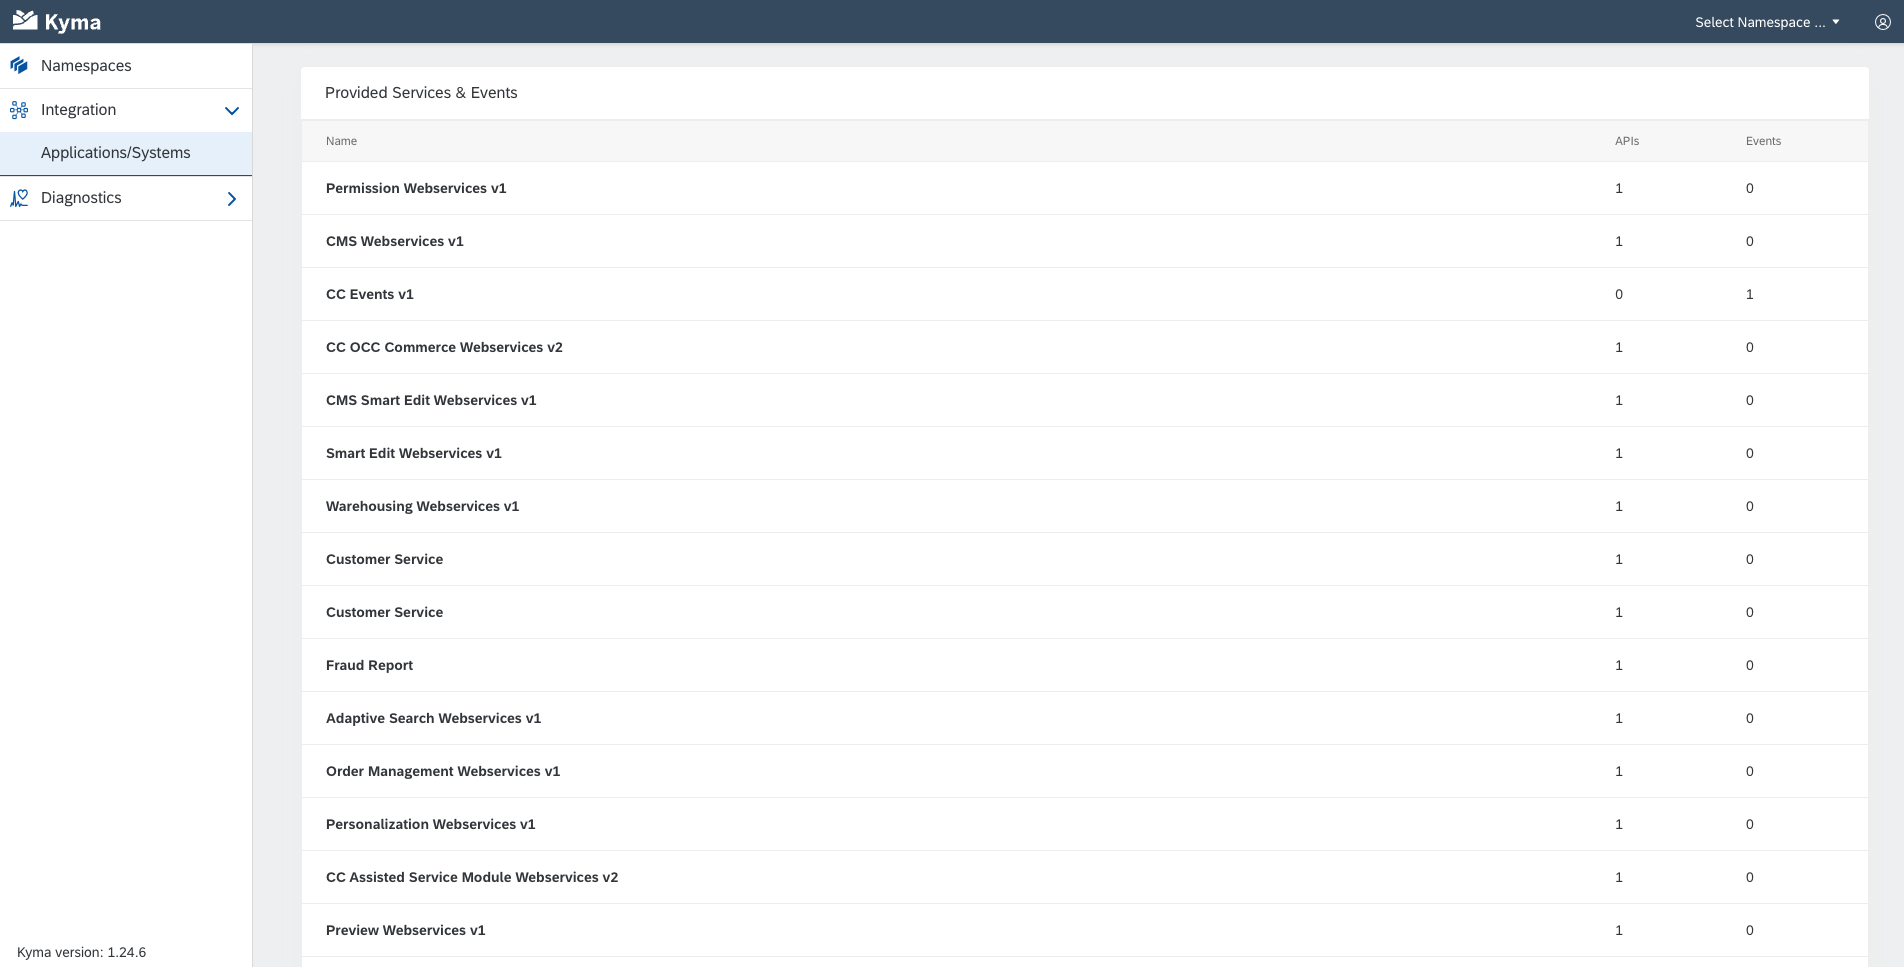 Kyma
Select Namespace ...
Namespaces
Integration
Applications/Systems
Diagnostics
Provided Services & Events
Name APIs Events
Permission Webservices v1 1 0
CMS Webservices v1 1 0
CC Events v1 0 1
CC OCC Commerce Webservices v2 1 0
CMS Smart Edit Webservices v1 1 0
Smart Edit Webservices v1 1 0
Warehousing Webservices v1 1 0
Customer Service 1 0
Customer Service 1 0
Fraud Report 1 0
Adaptive Search Webservices v1 1 0
Order Management Webservices v1 1 0
Personalization Webservices v1 1 0
CC Assisted Service Module Webservices v2 1 0
Preview Webservices v1 1 0
Kyma version: 1.24.6